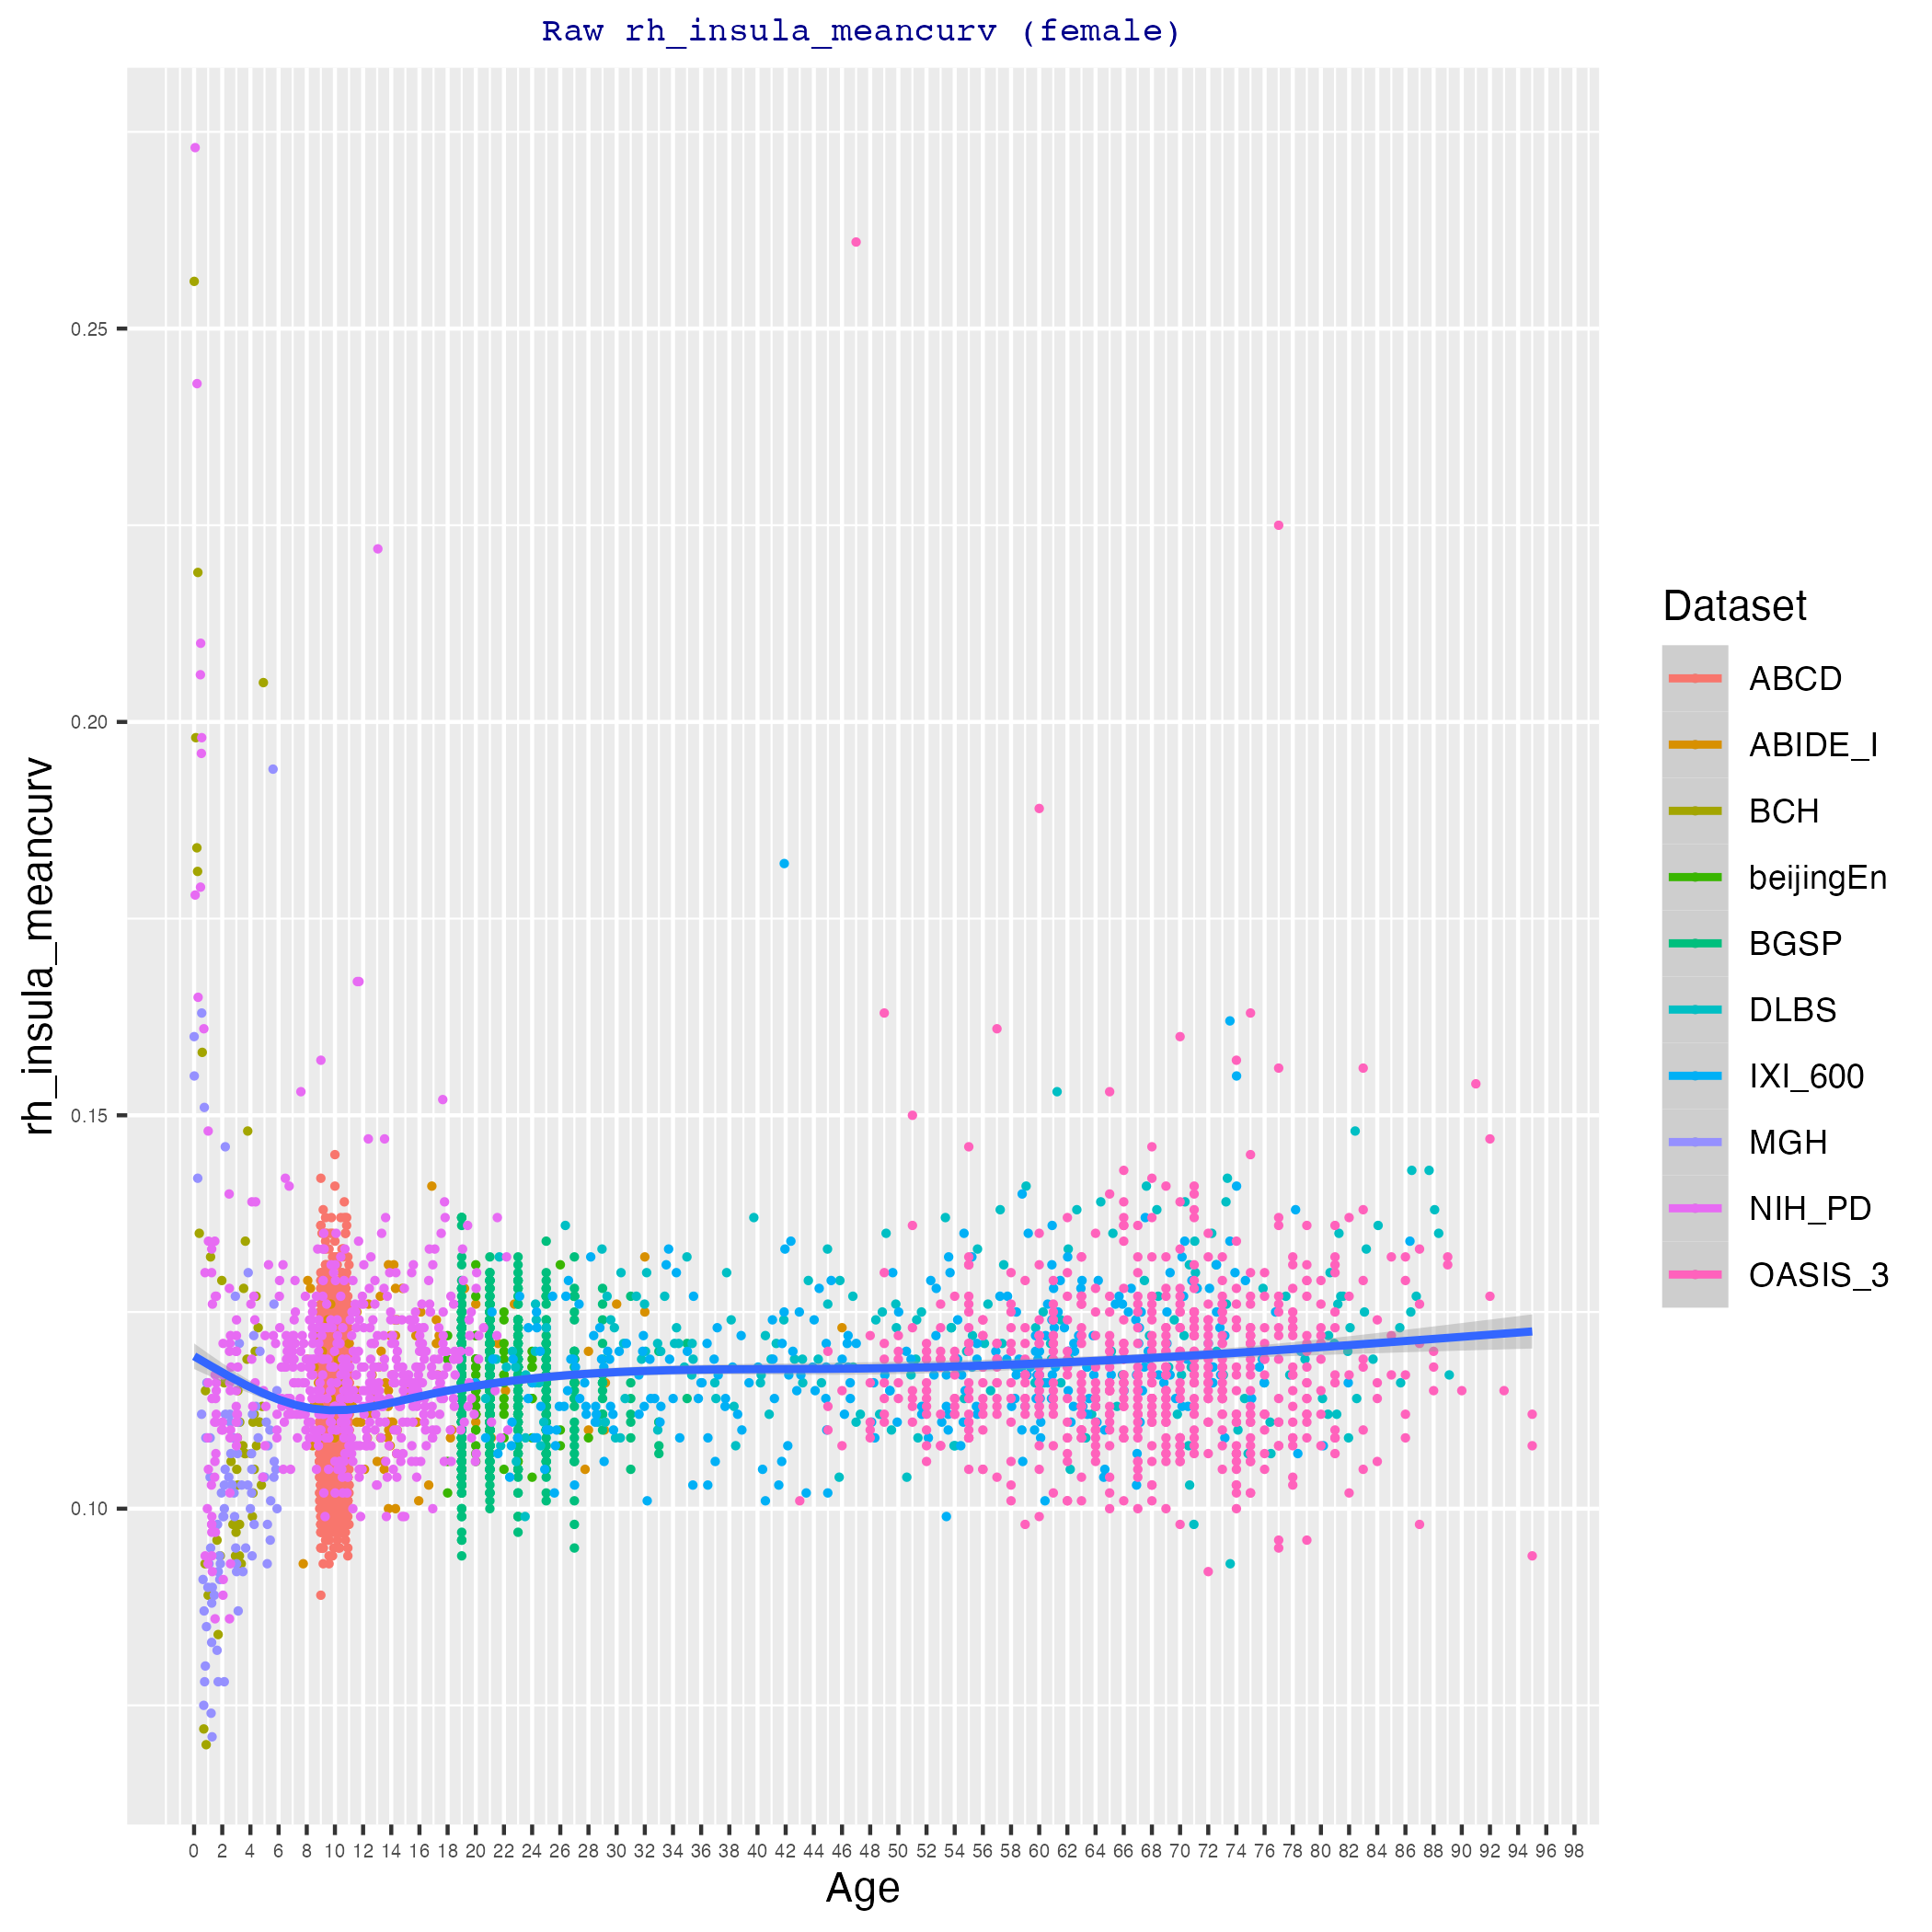 Raw rh_insula_meancurv (female)
rh_insula_meancurv
0.25
0.20
0.15
0.10
0 2 4 6 8 10 12 14 16 18 20 22 24 26 28 30 32 34 36 38 40 42 44 46 48 50 52 54 56 58 60 62 64 66 68 70 72 74 76 78 80 82 84 86 88 90 92 94 96 98
Age
Dataset
ABCD
ABIDE_I
BCH
beijingEn
BGSP
DLBS
IXI_600
MGH
NIH_PD
OASIS_3